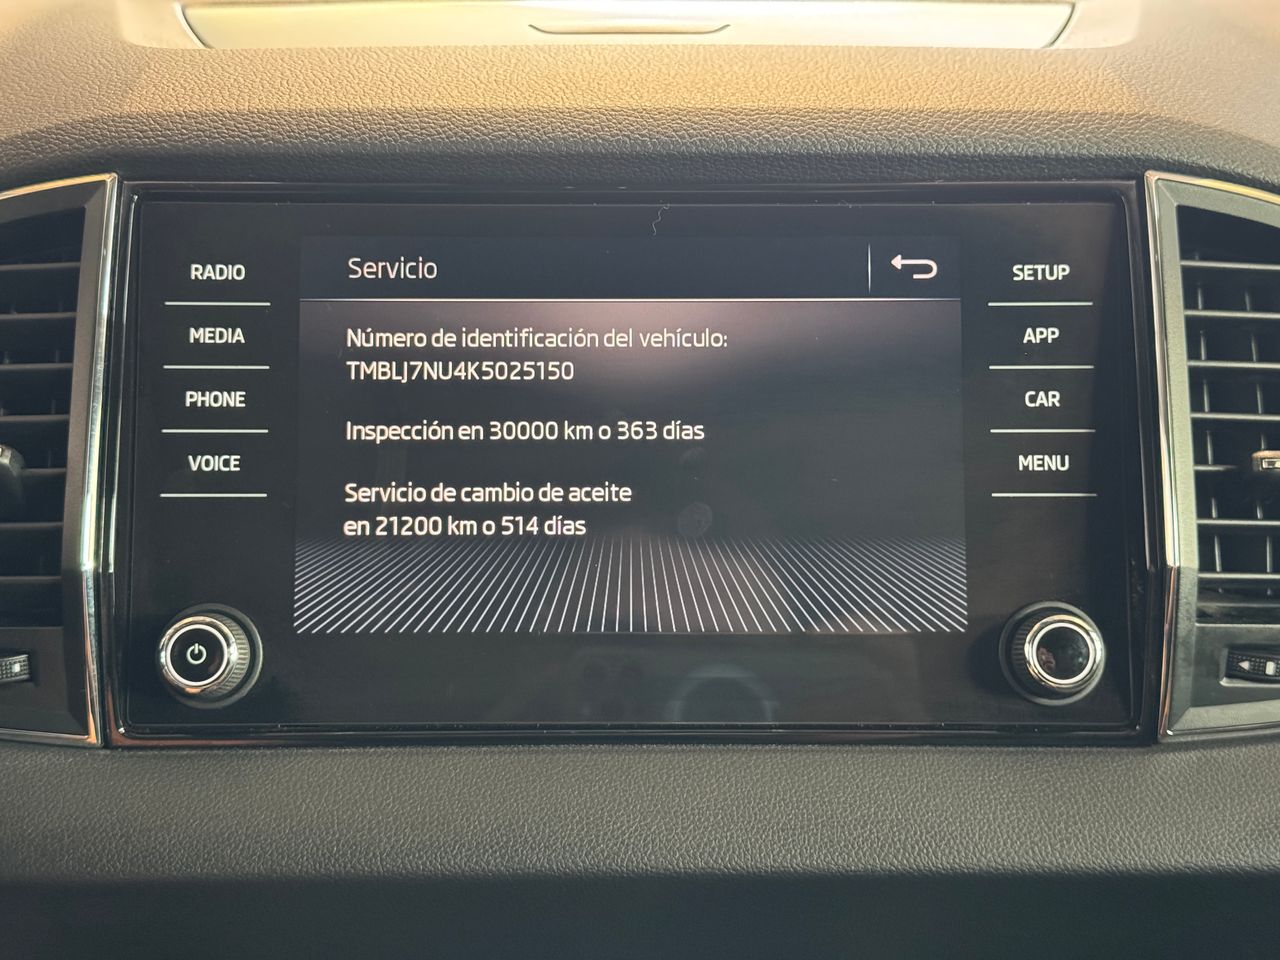 Servicio
RADIO
MEDIA
PHONE
VOICE
Número de identificación del vehículo:
TMBLJ7NU4K5025150
Inspección en 30000 km o 363 días
Servicio de cambio de aceite
en 21200 km o 514 días
SETUP
APP
CAR
MENU